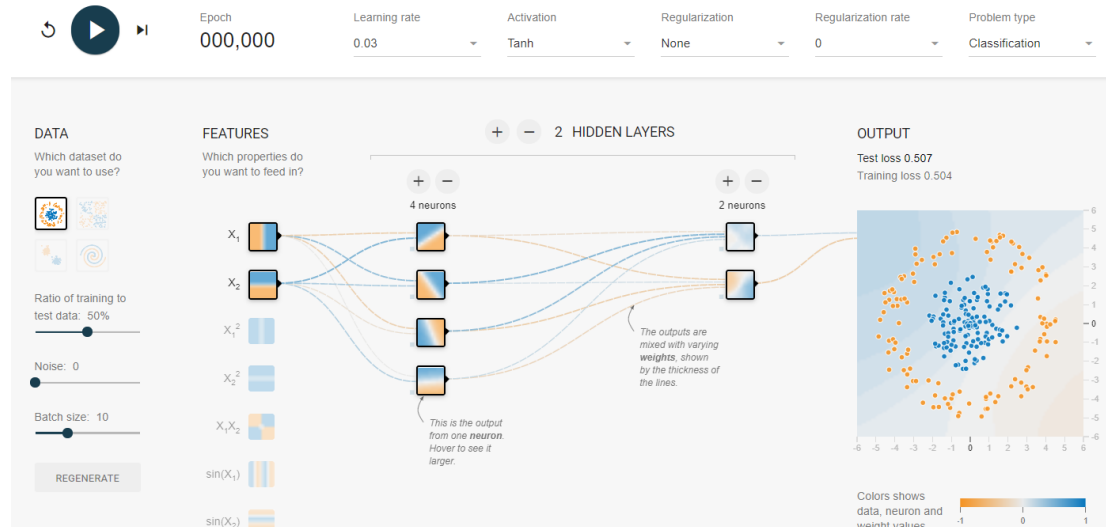 Epoch
000,000
Learning rate
0.03
Activation
Tanh
Regularization
None
Regularization rate
0
Problem type
Classification
DATA
Which dataset do
you want to use?
Ratio of training to
test data: 50%
Noise: 0
Batch size: 10
REGENERATE
FEATURES
Which properties do
you want to feed in?
X1
X2
X1²
X2²
X1X2
sin(X1)
sin(X2)
+ − 2 HIDDEN LAYERS
+ −
4 neurons
+ −
2 neurons
This is the output
from one neuron.
Hover to see it
larger.
The outputs are
mixed with varying
weights, shown
by the thickness of
the lines.
OUTPUT
Test loss 0.507
Training loss 0.504
6
5
4
3
2
1
0
-1
-2
-3
-4
-5
-6
-6 -5 -4 -3 -2 -1 0 1 2 3 4 5 6
Colors shows
data, neuron and
weight values.
-1 0 1